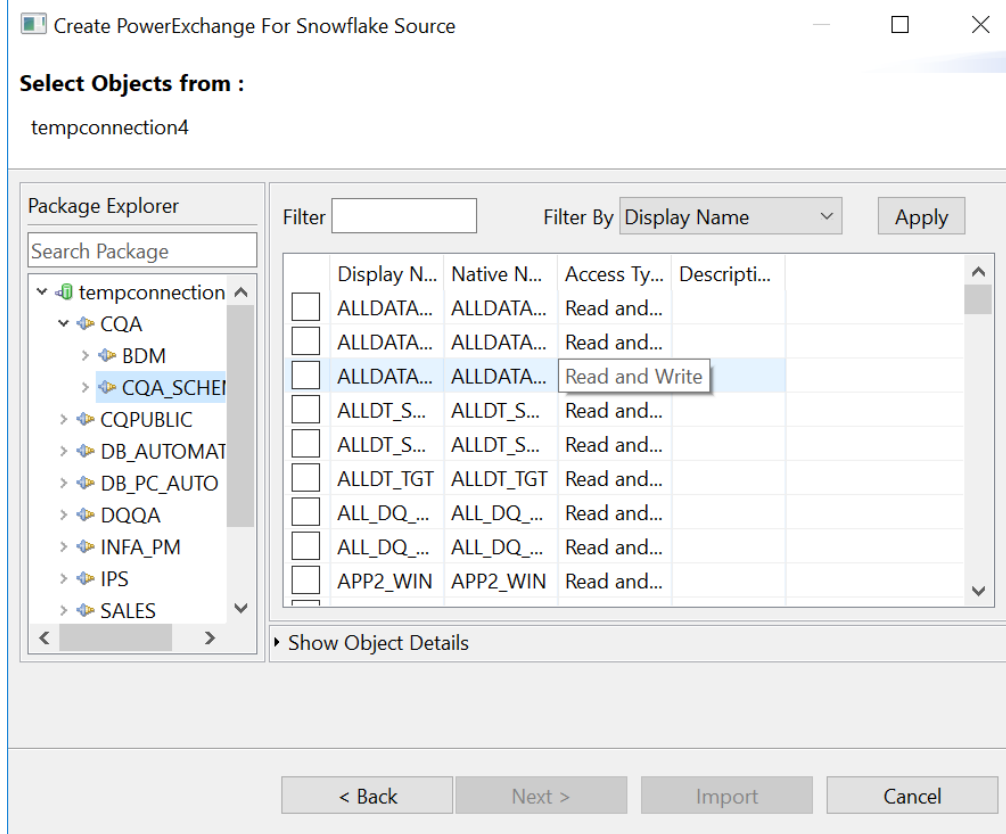 Create PowerExchange For Snowflake Source
Select Objects from :
tempconnection4
Package Explorer
Search Package
tempconnection
CQA
BDM
CQA_SCHEM
CQPUBLIC
DB_AUTOMAT
DB_PC_AUTO
DQQA
INFA_PM
IPS
SALES
Filter Filter By Display Name Apply
Display N... Native N... Access Ty... Descripti...
ALLDATA... ALLDATA... Read and...
ALLDATA... ALLDATA... Read and...
ALLDATA... ALLDATA... Read and Write
ALLDT_S... ALLDT_S... Read and...
ALLDT_S... ALLDT_S... Read and...
ALLDT_TGT ALLDT_TGT Read and...
ALL_DQ_... ALL_DQ_... Read and...
ALL_DQ_... ALL_DQ_... Read and...
APP2_WIN APP2_WIN Read and...
Show Object Details
< Back Next > Import Cancel